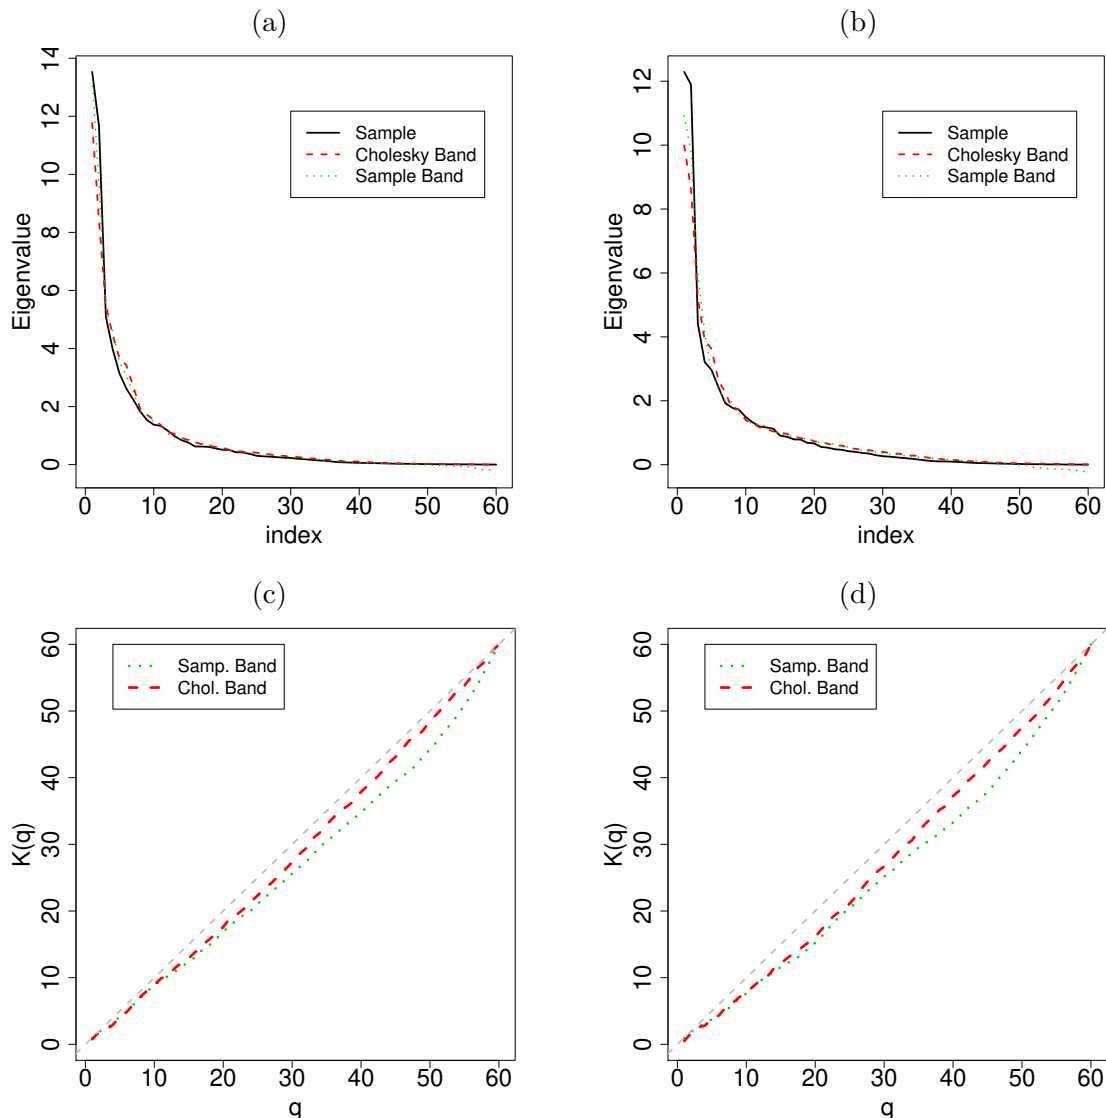 (a)
Eigenvalue
0 2 4 6 8 10 12 14
Sample
Cholesky Band
Sample Band
0 10 20 30 40 50 60
index
(b)
Eigenvalue
0 2 4 6 8 10 12
Sample
Cholesky Band
Sample Band
0 10 20 30 40 50 60
index
(c)
K(q)
0 10 20 30 40 50 60
Samp. Band
Chol. Band
0 10 20 30 40 50 60
q
(d)
K(q)
0 10 20 30 40 50 60
Samp. Band
Chol. Band
0 10 20 30 40 50 60
q